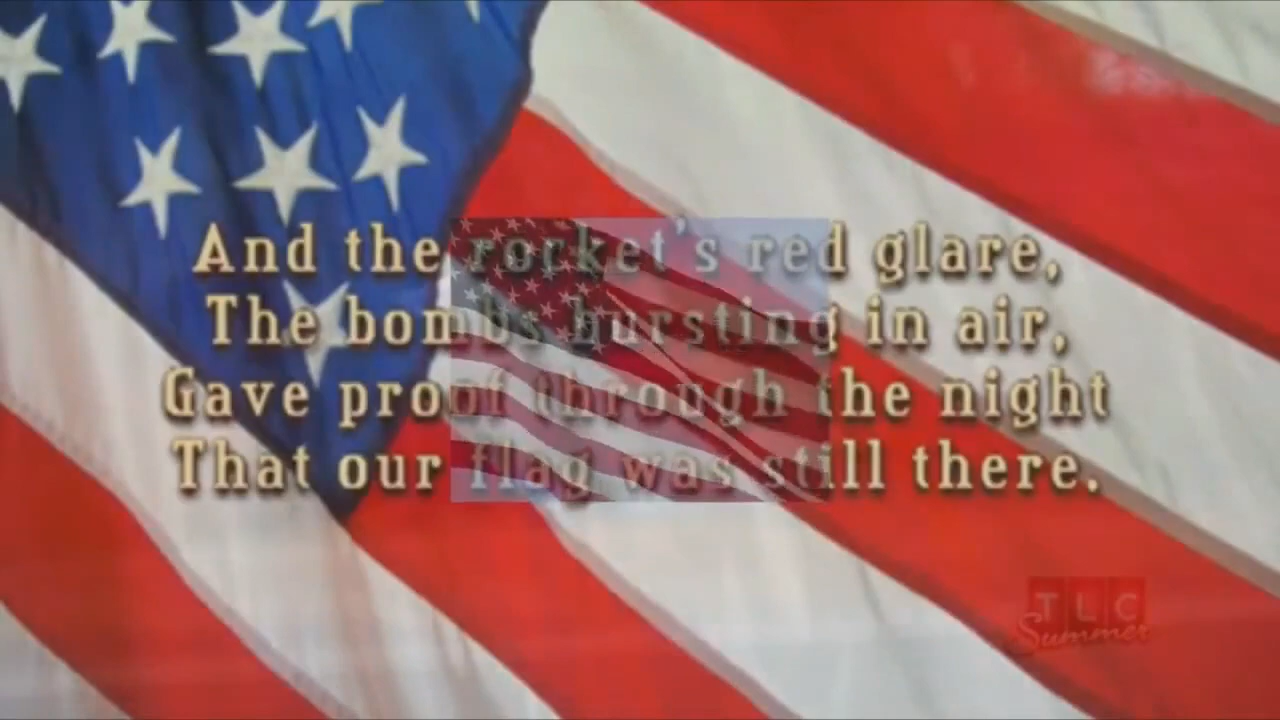 And the rocket's red glare,
The bombs bursting in air,
Gave proof through the night
That our flag was still there.
TLC
Summer